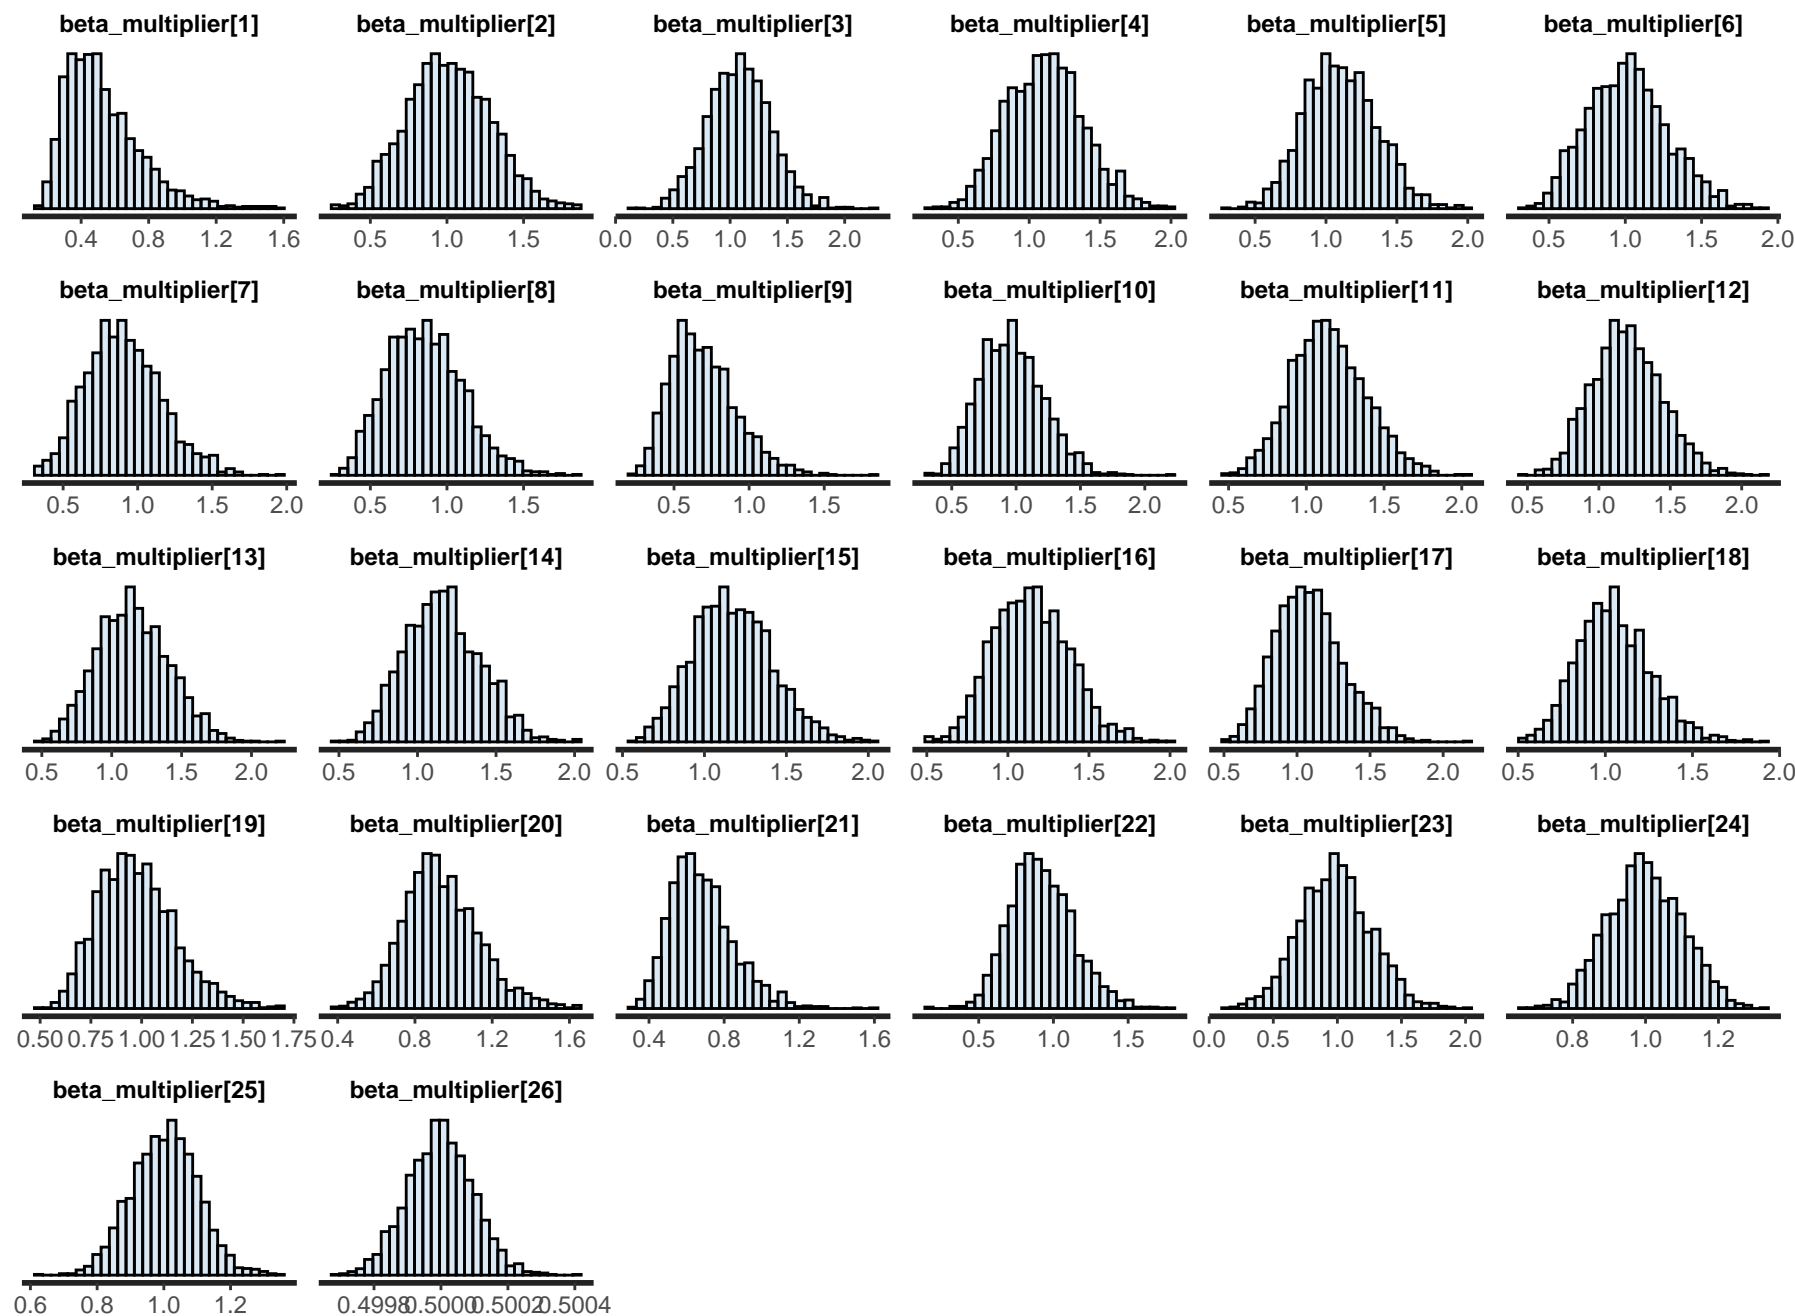 beta_multiplier[1] beta_multiplier[2] beta_multiplier[3] beta_multiplier[4] beta_multiplier[5] beta_multiplier[6]
0.4 0.8 1.2 1.6 0.5 1.0 1.5 0.0 0.5 1.0 1.5 2.0 0.5 1.0 1.5 2.0 0.5 1.0 1.5 2.0 0.5 1.0 1.5 2.0
beta_multiplier[7] beta_multiplier[8] beta_multiplier[9] beta_multiplier[10] beta_multiplier[11] beta_multiplier[12]
0.5 1.0 1.5 2.0 0.5 1.0 1.5 0.5 1.0 1.5 0.5 1.0 1.5 2.0 0.5 1.0 1.5 2.0 0.5 1.0 1.5 2.0
beta_multiplier[13] beta_multiplier[14] beta_multiplier[15] beta_multiplier[16] beta_multiplier[17] beta_multiplier[18]
0.5 1.0 1.5 2.0 0.5 1.0 1.5 2.0 0.5 1.0 1.5 2.0 0.5 1.0 1.5 2.0 0.5 1.0 1.5 2.0 0.5 1.0 1.5 2.0
beta_multiplier[19] beta_multiplier[20] beta_multiplier[21] beta_multiplier[22] beta_multiplier[23] beta_multiplier[24]
0.50 0.75 1.00 1.25 1.50 1.75 0.4 0.8 1.2 1.6 0.4 0.8 1.2 1.6 0.5 1.0 1.5 0.0 0.5 1.0 1.5 2.0 0.8 1.0 1.2
beta_multiplier[25] beta_multiplier[26]
0.6 0.8 1.0 1.2 0.4998 0.5000 0.5002 0.5004